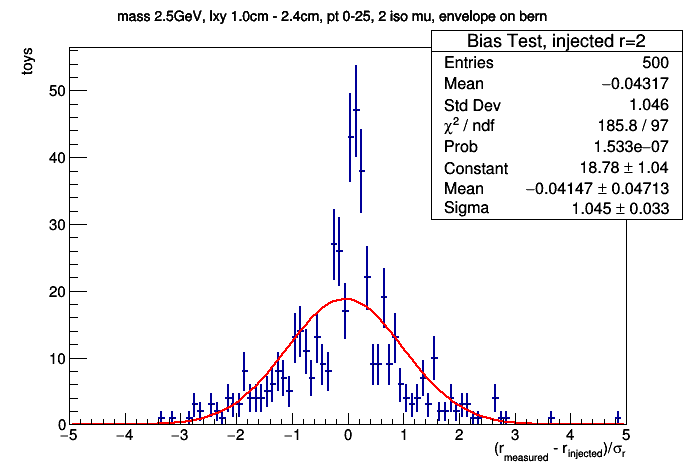 mass 2.5GeV, lxy 1.0cm - 2.4cm, pt 0-25, 2 iso mu, envelope on bern
Bias Test, injected r=2
Entries 500
Mean −0.04317
Std Dev 1.046
χ² / ndf 185.8 / 97
Prob 1.533e−07
Constant 18.78 ± 1.04
Mean −0.04147 ± 0.04713
Sigma 1.045 ± 0.033
toys
50
40
30
20
10
0
−5 −4 −3 −2 −1 0 1 2 3 4 5
(r_measured - r_injected)/σ_r